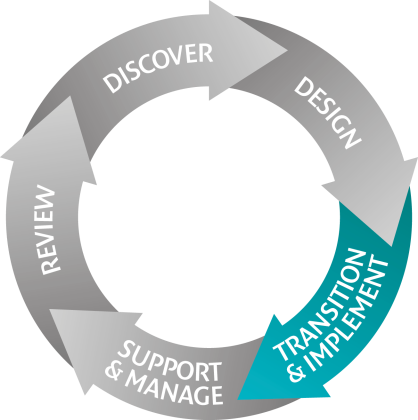 DISCOVER
DESIGN
TRANSITION
& IMPLEMENT
SUPPORT
& MANAGE
REVIEW